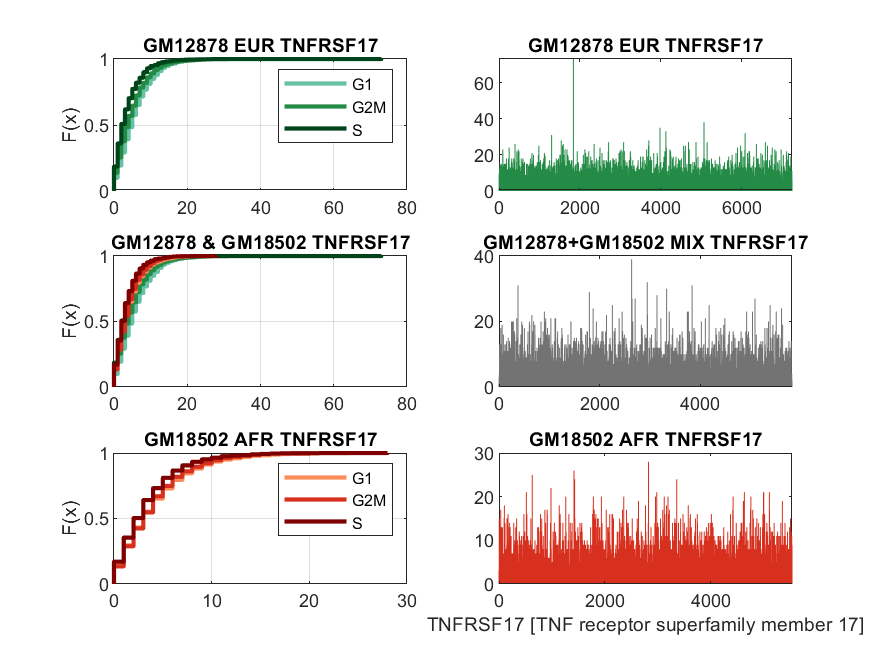 GM12878 EUR TNFRSF17
F(x)
1
0.5
0
0 20 40 60 80
G1
G2M
S
GM12878 EUR TNFRSF17
60
40
20
0
0 2000 4000 6000
GM12878 & GM18502 TNFRSF17
F(x)
1
0.5
0
0 20 40 60 80
GM12878+GM18502 MIX TNFRSF17
40
20
0
0 2000 4000
GM18502 AFR TNFRSF17
F(x)
1
0.5
0
0 10 20 30
G1
G2M
S
GM18502 AFR TNFRSF17
30
20
10
0
0 2000 4000
TNFRSF17 [TNF receptor superfamily member 17]